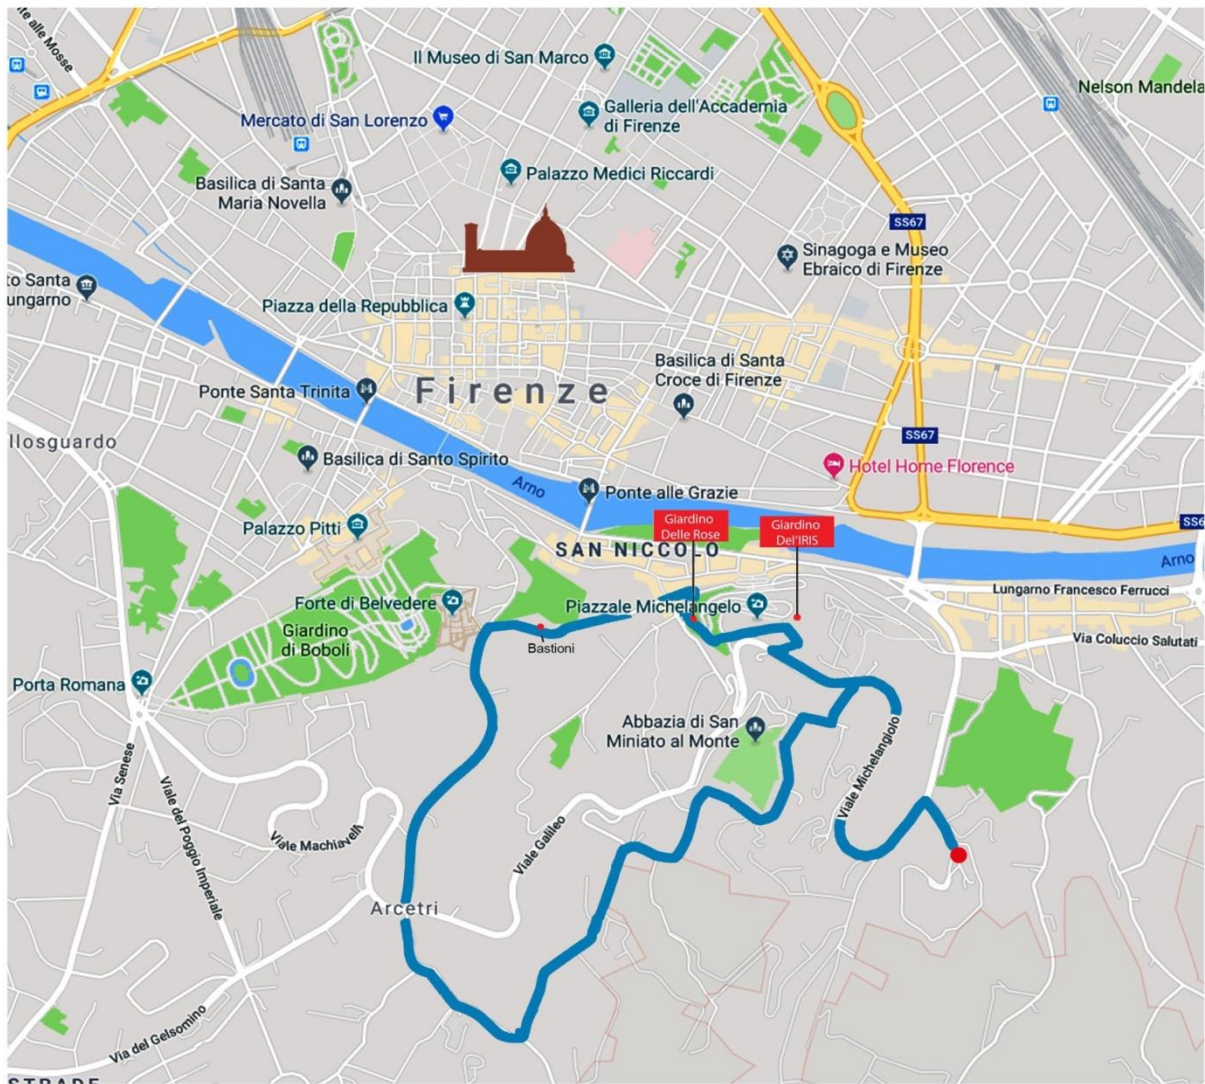 te alle Mosse
Il Museo di San Marco
Nelson Mandela
Mercato di San Lorenzo
Galleria dell'Accademia
di Firenze
Palazzo Medici Riccardi
Basilica di Santa
Maria Novella
SS67
Sinagoga e Museo
Ebraico di Firenze
to Santa
ungarno
Piazza della Repubblica
Basilica di Santa
Croce di Firenze
Ponte Santa Trinita
Firenze
llosguardo
SS67
Basilica di Santo Spirito
Hotel Home Florence
Arno
Ponte alle Grazie
Palazzo Pitti
Giardino
Delle Rose
Giardino
Del'IRIS
SS6
SAN NICCOLO
Arno
Lungarno Francesco Ferrucci
Forte di Belvedere
Piazzale Michelangelo
Giardino
di Boboli
Bastioni
Via Coluccio Salutati
Porta Romana
Abbazia di San
Miniato al Monte
Via Senese
Viale Michelangiolo
Viale del Poggio Imperiale
Viale Machiavelli
Viale Galileo
Arcetri
Via del Gelsomino
STRADE